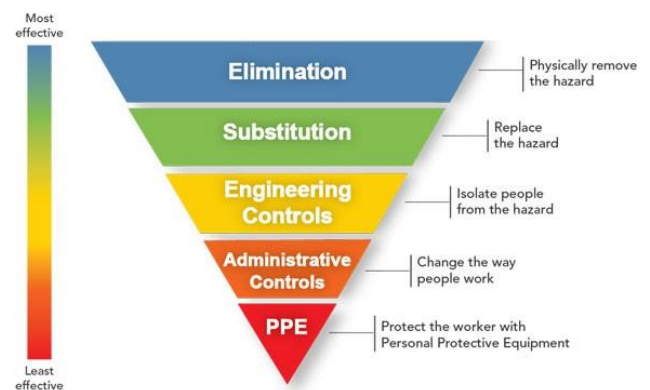 Most
effective
Elimination
Physically remove
the hazard
Substitution
Replace
the hazard
Engineering
Controls
Isolate people
from the hazard
Administrative
Controls
Change the way
people work
PPE
Protect the worker with
Personal Protective Equipment
Least
effective